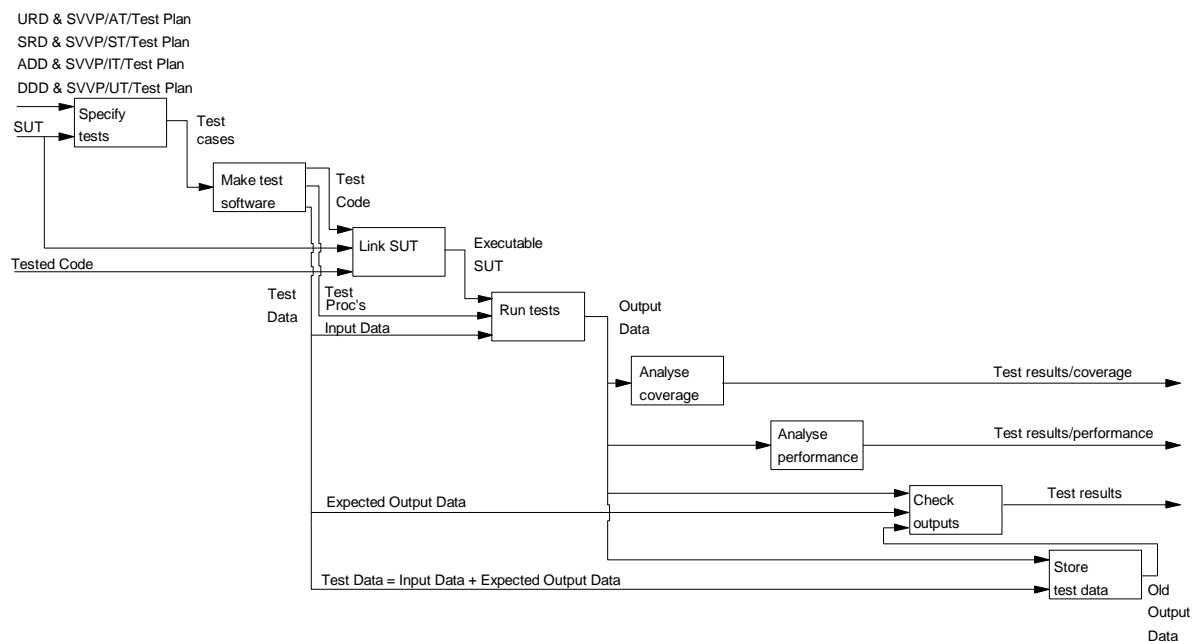 URD & SVVP/AT/Test Plan
SRD & SVVP/ST/Test Plan
ADD & SVVP/IT/Test Plan
DDD & SVVP/UT/Test Plan
Specify
tests
SUT
Test
cases
Make test
software
Test
Code
Link SUT
Executable
SUT
Tested Code
Test
Data
Test
Proc's
Input Data
Run tests
Output
Data
Analyse
coverage
Test results/coverage
Analyse
performance
Test results/performance
Expected Output Data
Check
outputs
Test results
Test Data = Input Data + Expected Output Data
Store
test data
Old
Output
Data